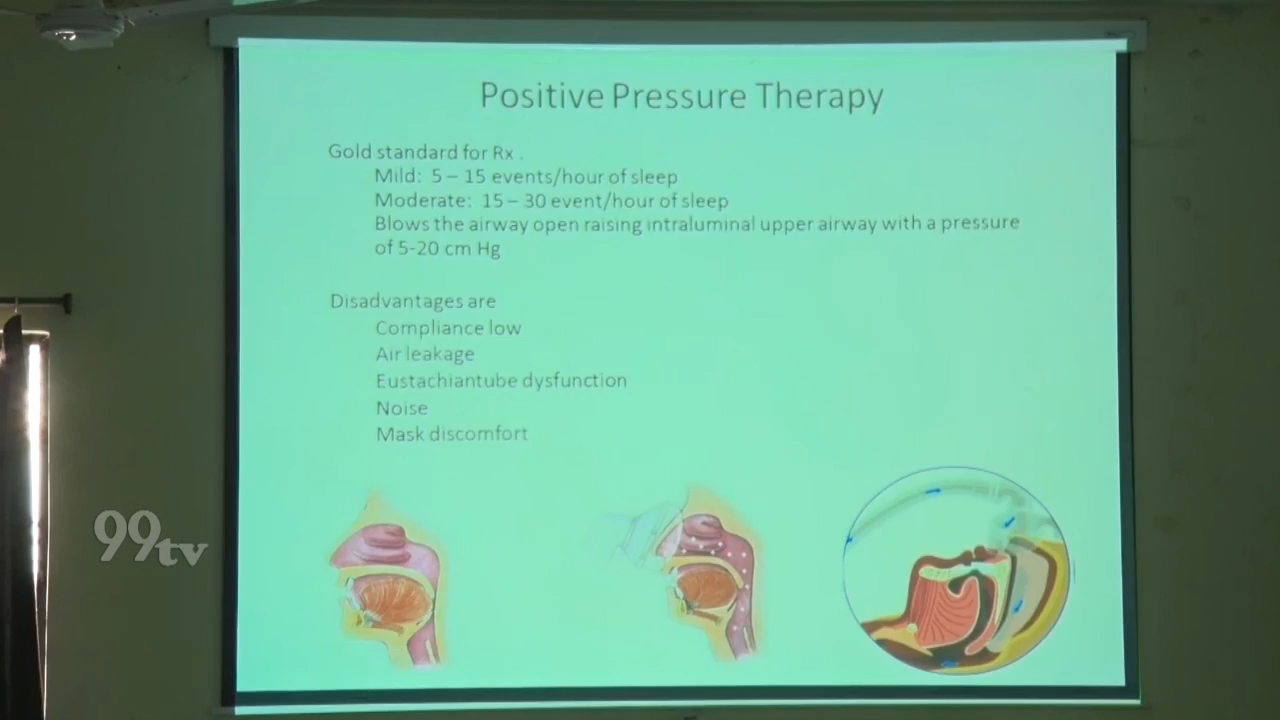 Positive Pressure Therapy
Gold standard for Rx .
Mild: 5 – 15 events/hour of sleep
Moderate: 15 – 30 event/hour of sleep
Blows the airway open raising intraluminal upper airway with a pressure
of 5-20 cm Hg
Disadvantages are
Compliance low
Air leakage
Eustachiantube dysfunction
Noise
Mask discomfort
99tv